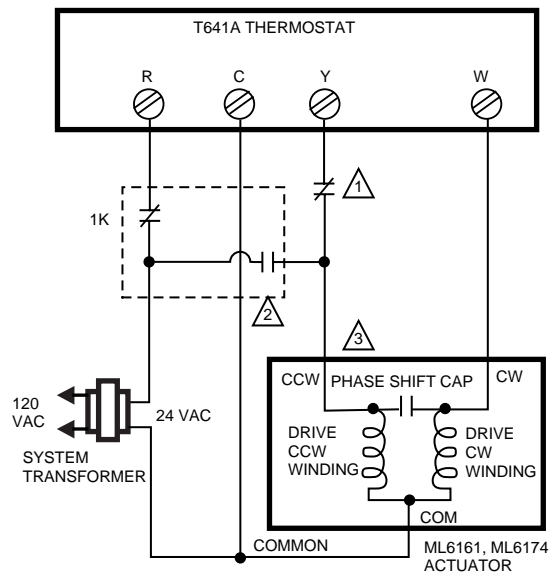 T641A THERMOSTAT
R C Y W
1
1K
2
3
CCW PHASE SHIFT CAP CW
120
VAC
24 VAC
SYSTEM
TRANSFORMER
DRIVE
CCW
WINDING
DRIVE
CW
WINDING
COM
COMMON
ML6161, ML6174
ACTUATOR